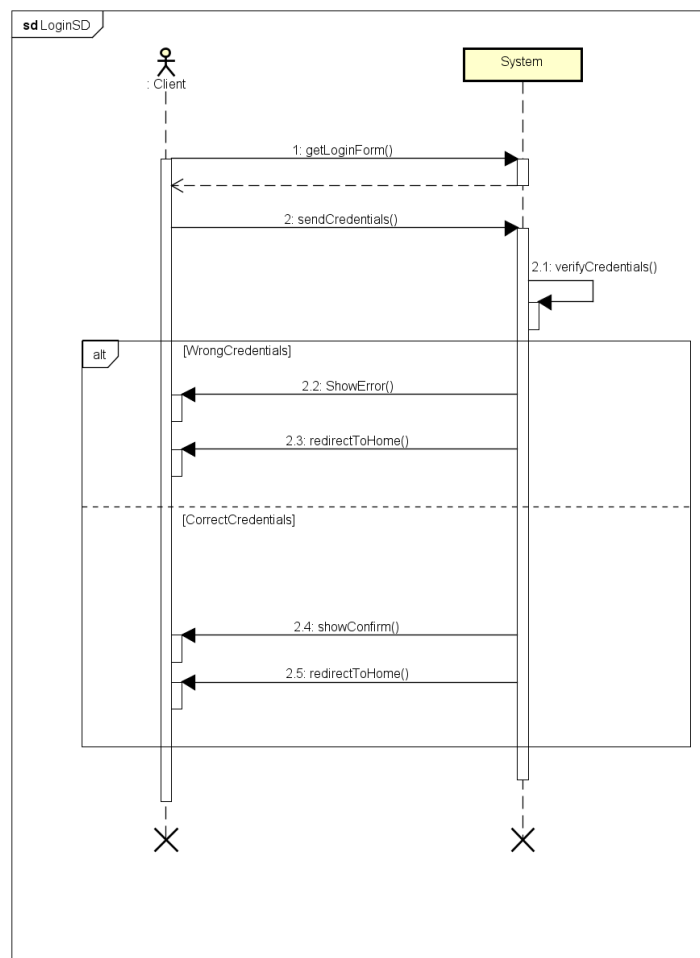 sd LoginSD
: Client
System
1: getLoginForm()
2: sendCredentials()
2.1: verifyCredentials()
alt
[WrongCredentials]
2.2: ShowError()
2.3: redirectToHome()
[CorrectCredentials]
2.4: showConfirm()
2.5: redirectToHome()